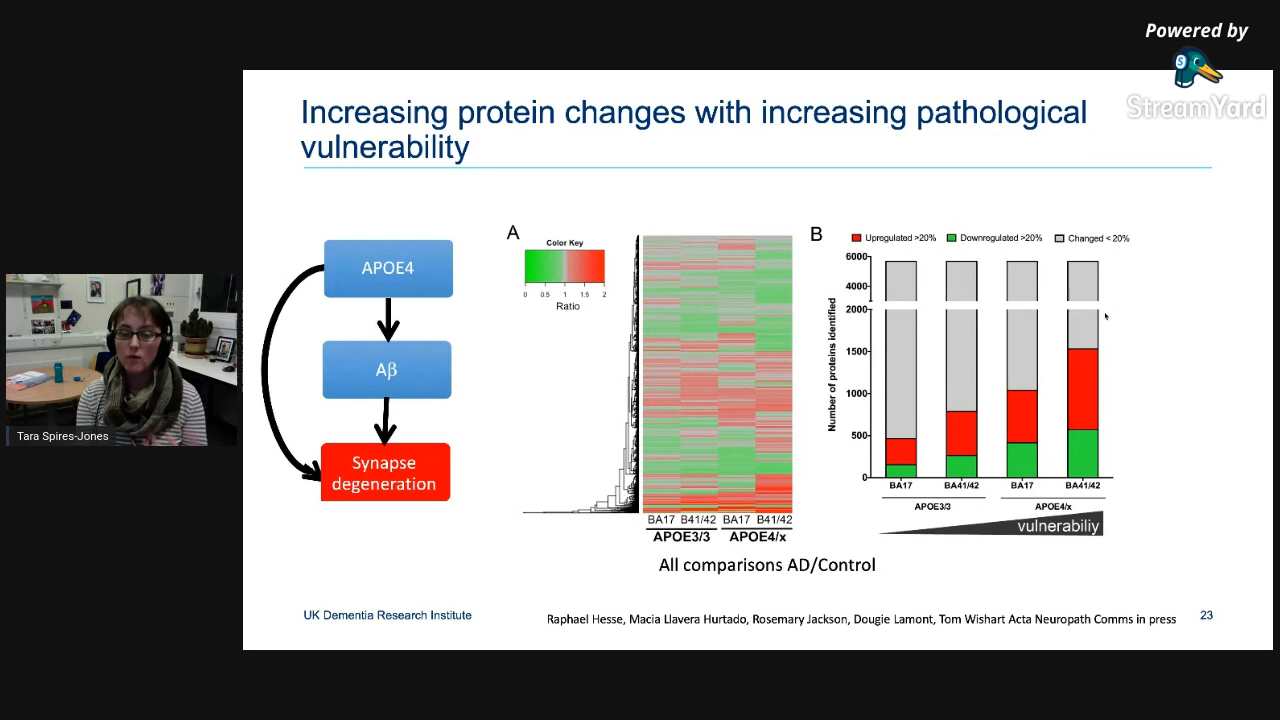 Powered by
StreamYard
Increasing protein changes with increasing pathological
vulnerability
APOE4
Aβ
Synapse
degeneration
A
Color Key
0 0.5 1 1.5 2
Ratio
BA17 B41/42 BA17 B41/42
APOE3/3 APOE4/x
B
Upregulated >20% Downregulated >20% Changed < 20%
Number of proteins identified
6000
4000
2000
1500
1000
500
0
BA17 BA41/42 BA17 BA41/42
APOE3/3 APOE4/x
vulnerabiliy
All comparisons AD/Control
UK Dementia Research Institute
Raphael Hesse, Macia Llavera Hurtado, Rosemary Jackson, Dougie Lamont, Tom Wishart Acta Neuropath Comms in press
23
Tara Spires-Jones